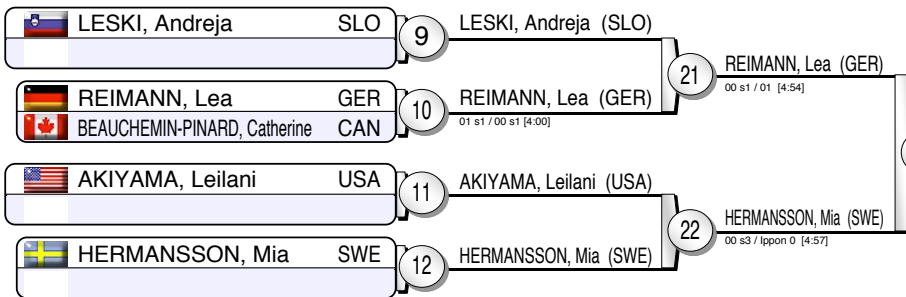 LESKI, Andreja SLO
9
LESKI, Andreja (SLO)
21
REIMANN, Lea (GER)
00 s1 / 01 [4:54]
REIMANN, Lea GER
BEAUCHEMIN-PINARD, Catherine CAN
10
REIMANN, Lea (GER)
01 s1 / 00 s1 [4:00]
AKIYAMA, Leilani USA
11
AKIYAMA, Leilani (USA)
22
HERMANSSON, Mia (SWE)
00 s3 / Ippon 0 [4:57]
HERMANSSON, Mia SWE
12
HERMANSSON, Mia (SWE)